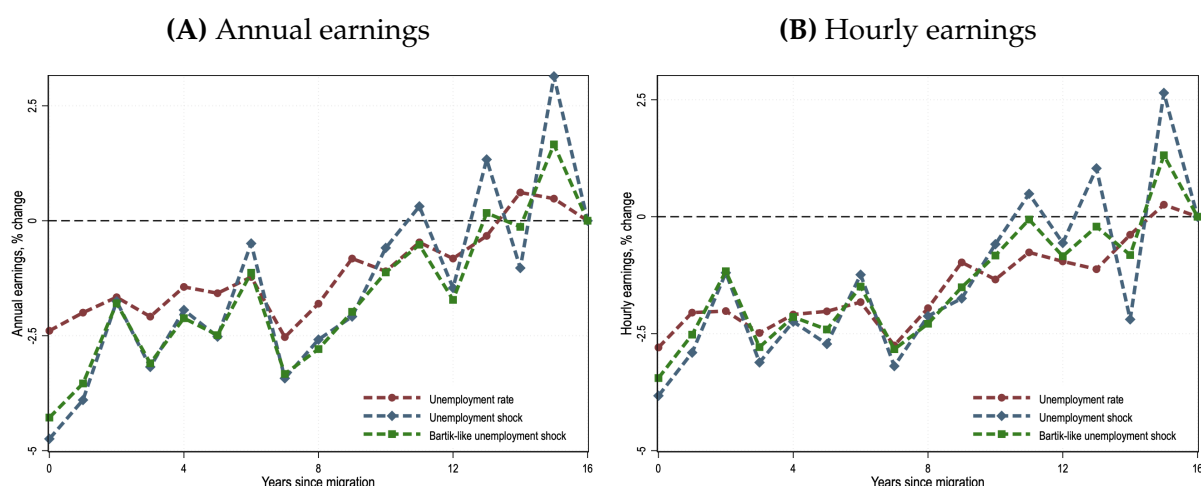 (A) Annual earnings
Annual earnings, % change
2.5
0
-2.5
-5
0 4 8 12 16
Years since migration
Unemployment rate
Unemployment shock
Bartik-like unemployment shock
(B) Hourly earnings
Hourly earnings, % change
2.5
0
-2.5
-5
0 4 8 12 16
Years since migration
Unemployment rate
Unemployment shock
Bartik-like unemployment shock